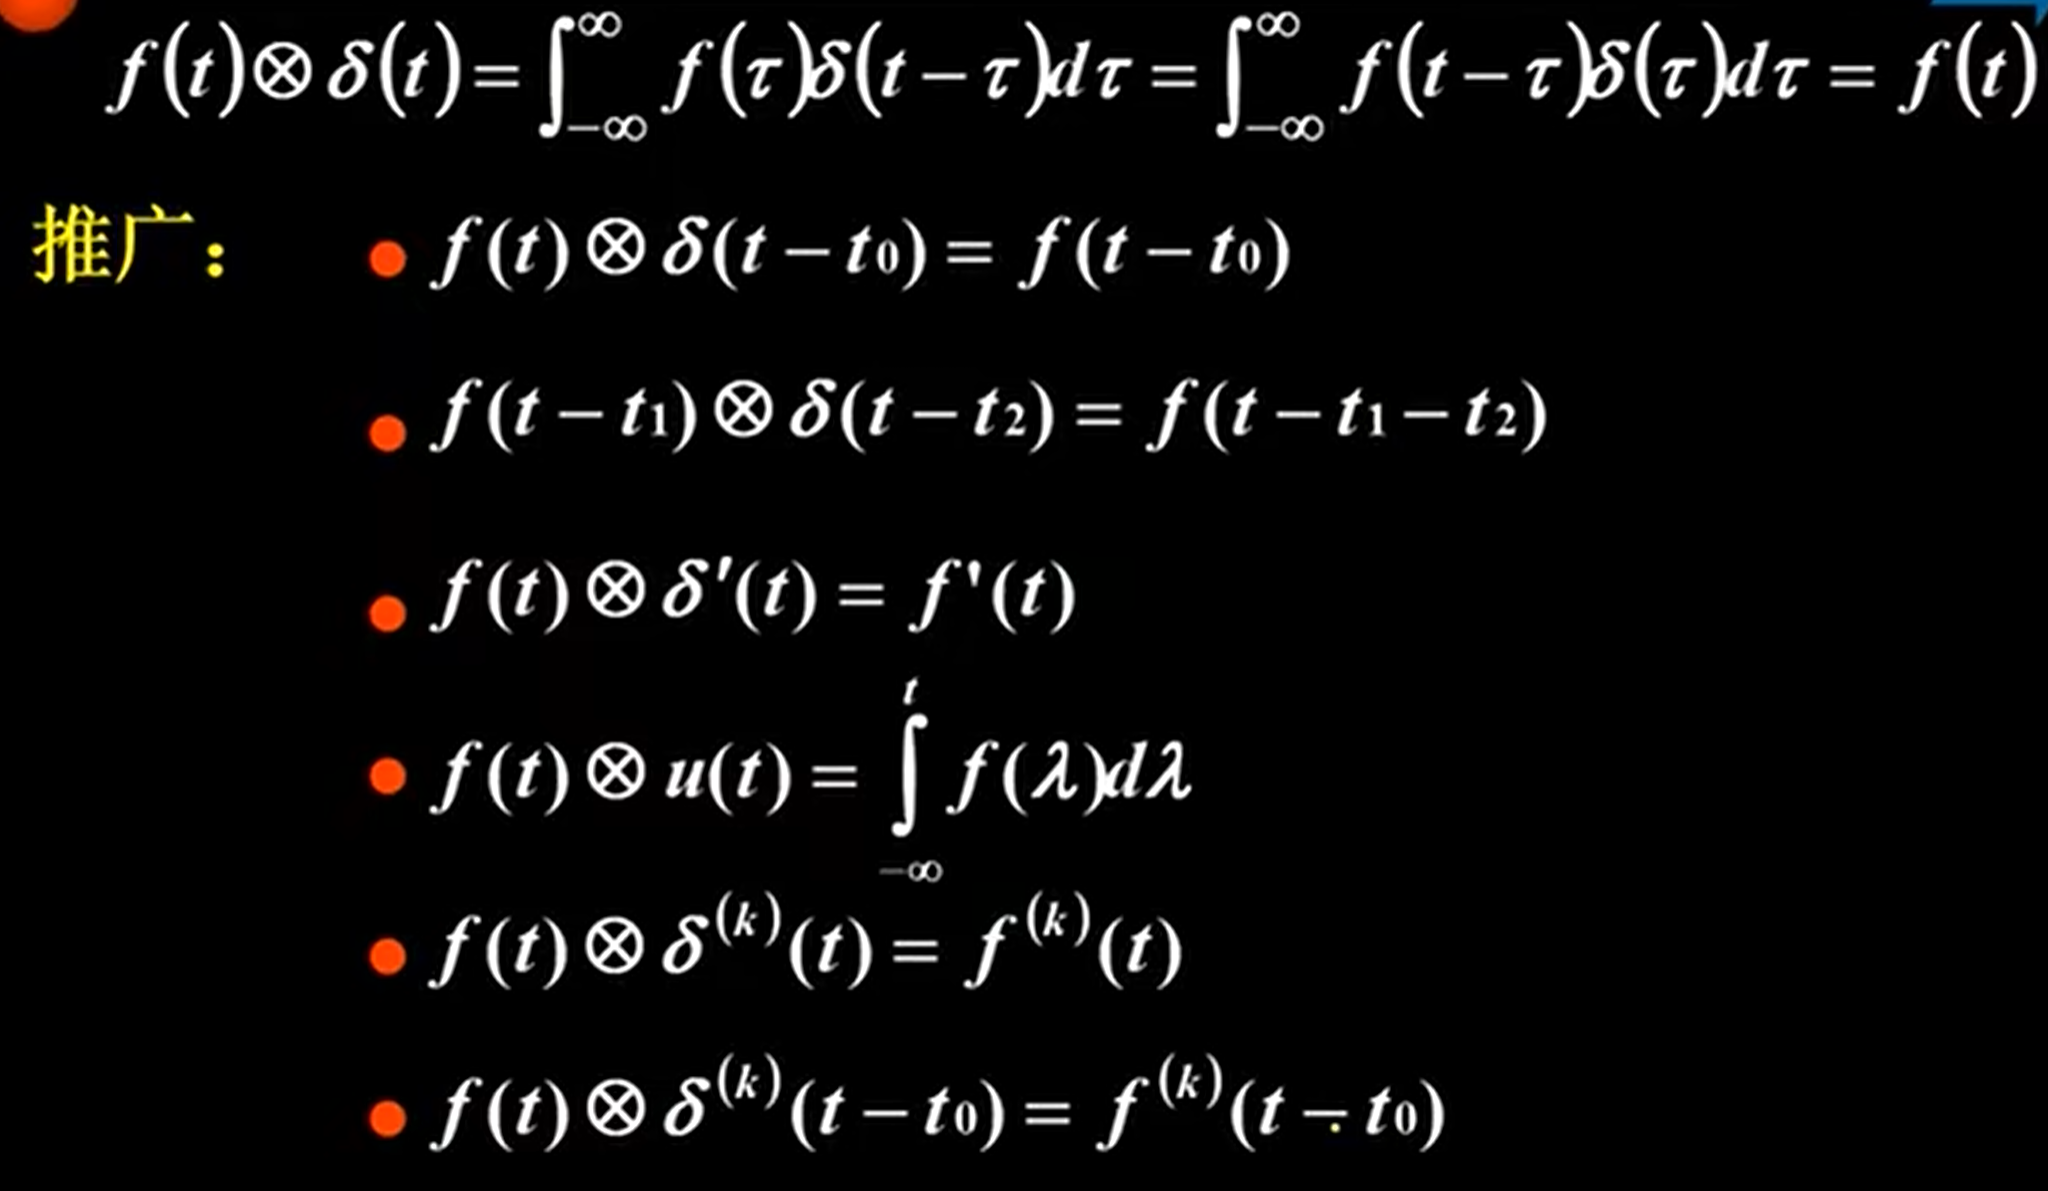 f(t)⊗δ(t)=∫_{-∞}^{∞} f(τ)δ(t−τ)dτ = ∫_{-∞}^{∞} f(t−τ)δ(τ)dτ = f(t)
推广： • f(t)⊗δ(t−t₀) = f(t−t₀)
• f(t−t₁)⊗δ(t−t₂) = f(t−t₁−t₂)
• f(t)⊗δ′(t) = f'(t)
• f(t)⊗u(t) = ∫_{-∞}^{t} f(λ)dλ
• f(t)⊗δ^{(k)}(t) = f^{(k)}(t)
• f(t)⊗δ^{(k)}(t−t₀) = f^{(k)}(t−t₀)